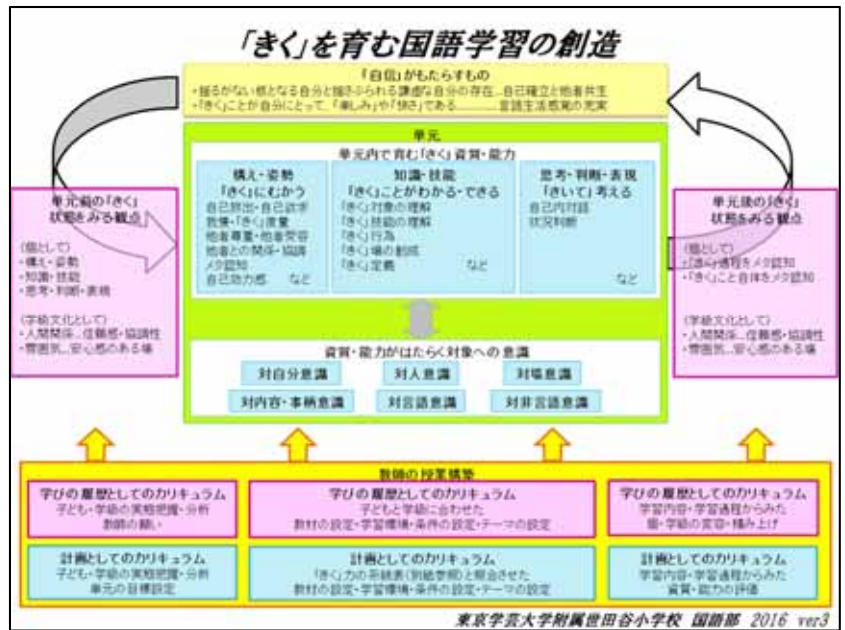 「きく」を育む国語学習の創造
「自信」がもたらすもの
・揺るがない核となる自分と揺さぶられる謙虚な自分の存在…自己確立と他者共生
・「きく」ことが自分にとって、「楽しみ」や「快さ」である…………言語生活感覚の充実
単元
単元内で育む「きく」資質・能力
構え・姿勢
「きく」にむかう
自己表出・自己欲求
我慢・「きく」度量
他者尊重・他者受容
他者との関係・協調
メタ認知
自己効力感 など
知識・技能
「きく」ことがわかる・できる
「きく」対象の理解
「きく」技能の理解
「きく」行為
「きく」場の創成
「きく」定義 など
思考・判断・表現
「きいて」考える
自己内対話
状況判断
など
単元前の「きく」
状態をみる観点
(個として)
・構え・姿勢
・知識・技能
・思考・判断・表現
(学級文化として)
・人間関係…信頼感・協調性
・雰囲気…安心感のある場
単元後の「きく」
状態をみる観点
(個として)
・「きく」過程をメタ認知
・「きく」こと自体をメタ認知
(学級文化として)
・人間関係…信頼感・協調性
・雰囲気…安心感のある場
資質・能力がはたらく対象への意識
対自分意識
対人意識
対場意識
対内容・事柄意識
対言語意識
対非言語意識
教師の授業構築
学びの履歴としてのカリキュラム
子ども・学級の実態把握・分析
教師の願い
学びの履歴としてのカリキュラム
子どもと学級に合わせた
教材の設定・学習環境・条件の設定・テーマの設定
学びの履歴としてのカリキュラム
学習内容・学習過程からみた
個・学級の変容・積み上げ
計画としてのカリキュラム
子ども・学級の実態把握・分析
単元の目標設定
計画としてのカリキュラム
「きく」力の系統表(別紙参照)と照合させた
教材の設定・学習環境・条件の設定・テーマの設定
計画としてのカリキュラム
学習内容・学習過程からみた
資質・能力の評価
東京学芸大学附属世田谷小学校 国語部 2016 ver3